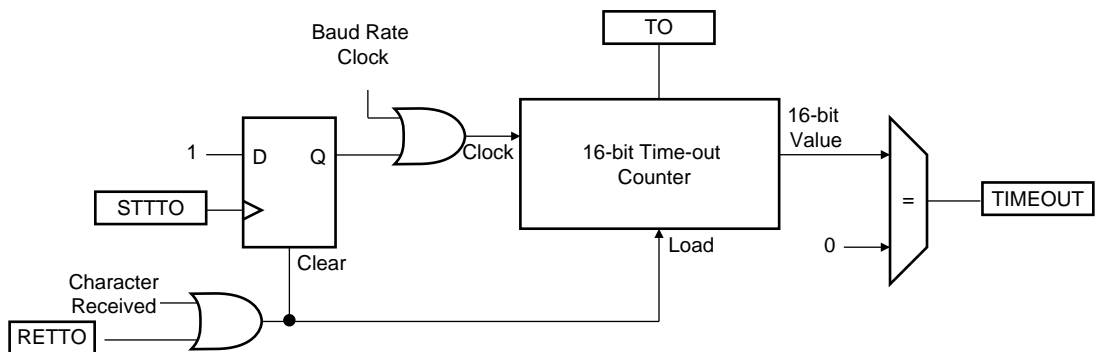 TO
Baud Rate
Clock
16-bit
Value
1
D
Q
Clock
16-bit Time-out
Counter
STTTO
=
TIMEOUT
0
Load
Clear
Character
Received
RETTO